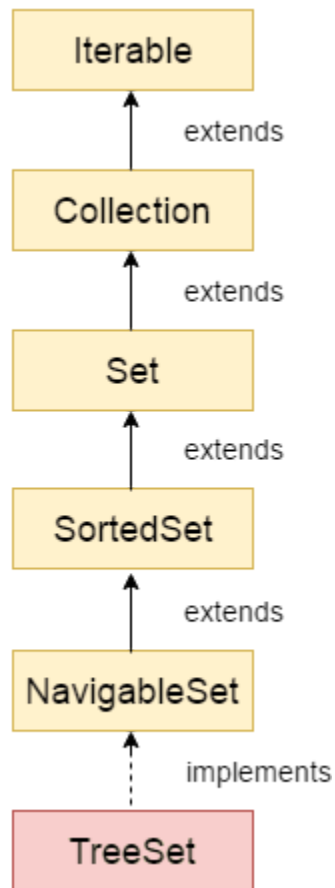 Iterable
extends
Collection
extends
Set
extends
SortedSet
extends
NavigableSet
implements
TreeSet